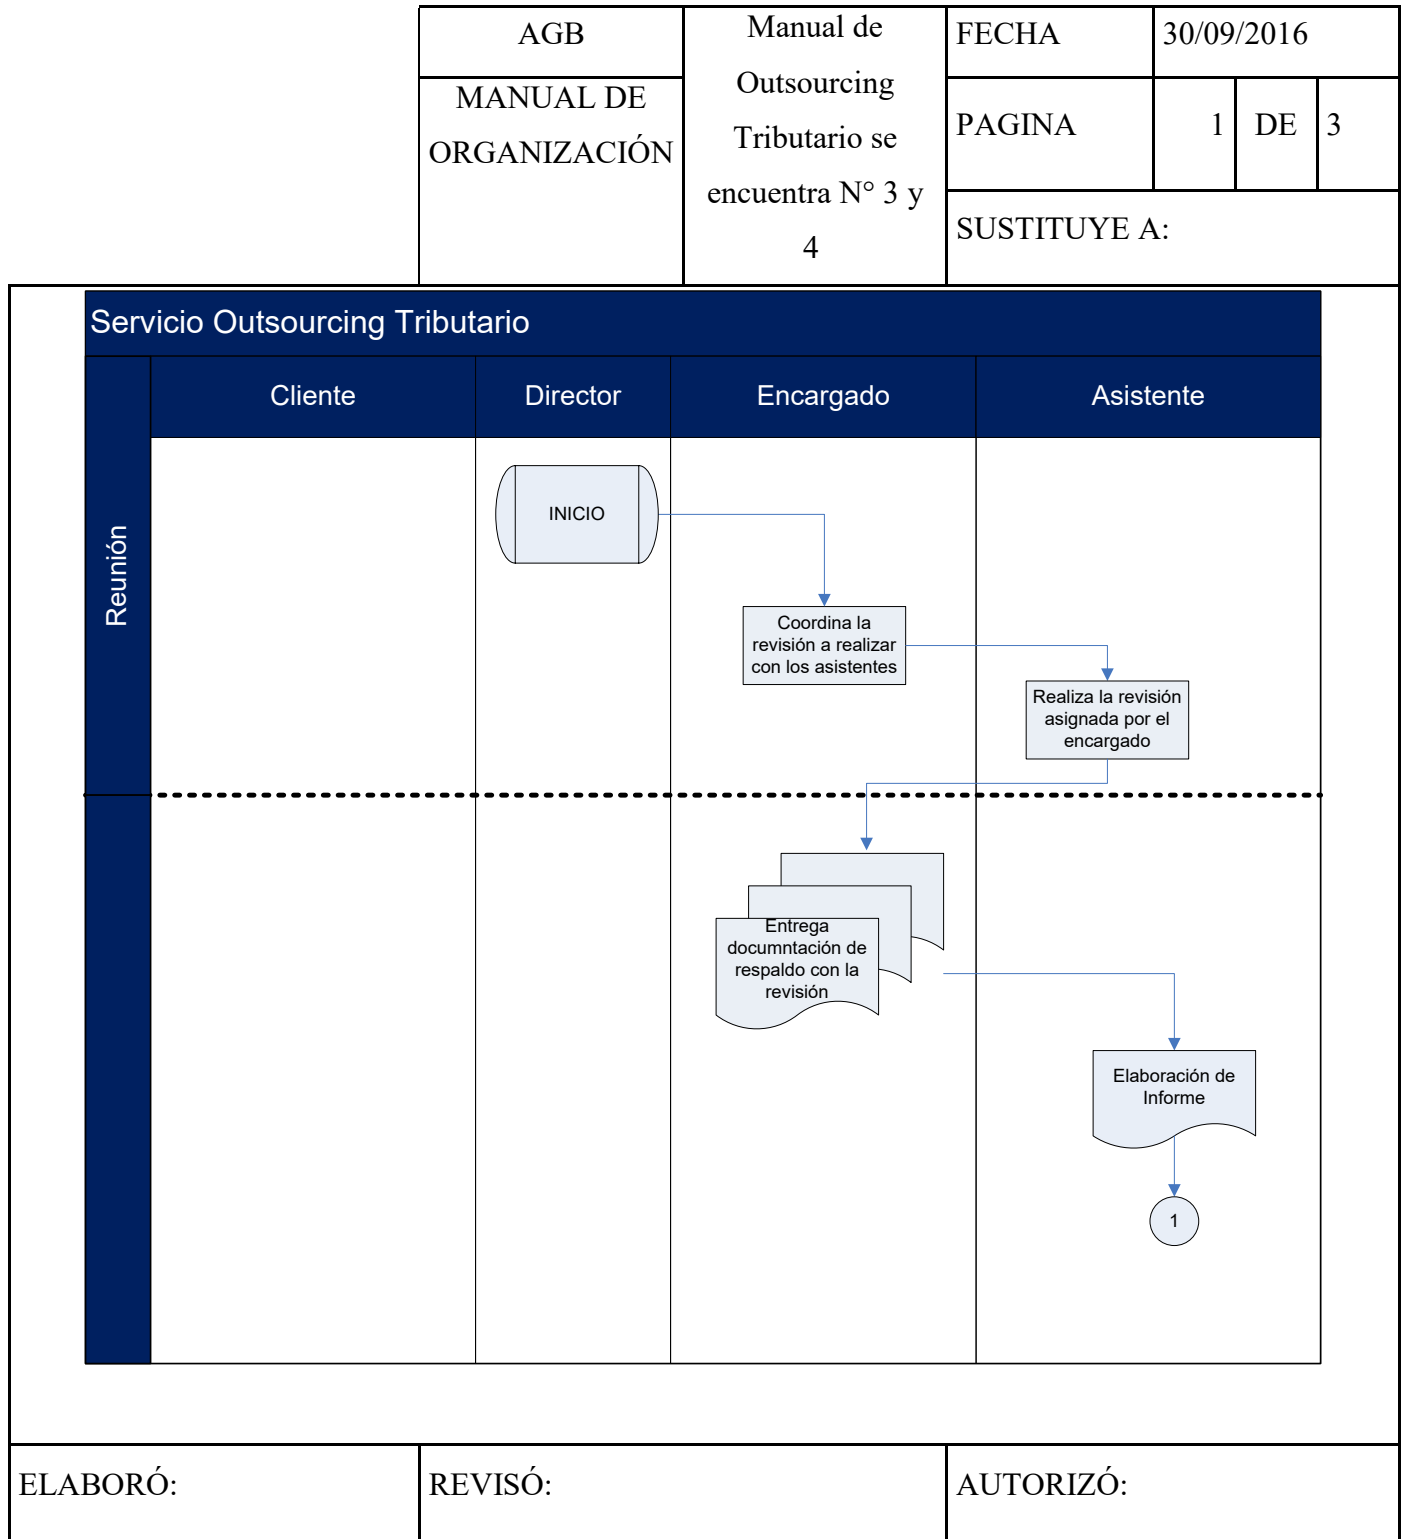 AGB
MANUAL DE
ORGANIZACIÓN
Manual de
Outsourcing
Tributario se
encuentra N° 3 y
4
FECHA
30/09/2016
PAGINA
1
DE
3
SUSTITUYE A:
Servicio Outsourcing Tributario
Cliente
Director
Encargado
Asistente
Reunión
INICIO
Coordina la
revisión a realizar
con los asistentes
Realiza la revisión
asignada por el
encargado
Entrega
documntación de
respaldo con la
revisión
Elaboración de
Informe
1
ELABORÓ:
REVISÓ:
AUTORIZÓ: